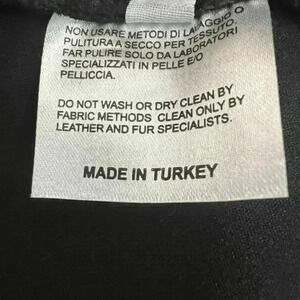 NON USARE METODI DI LAVAGGIO O
PULITURA A SECCO PER TESSUTO.
FAR PULIRE SOLO DA LABORATORI
SPECIALIZZATI IN PELLE E/O
PELLICCIA.
DO NOT WASH OR DRY CLEAN BY
FABRIC METHODS CLEAN ONLY BY
LEATHER AND FUR SPECIALISTS.
MADE IN TURKEY